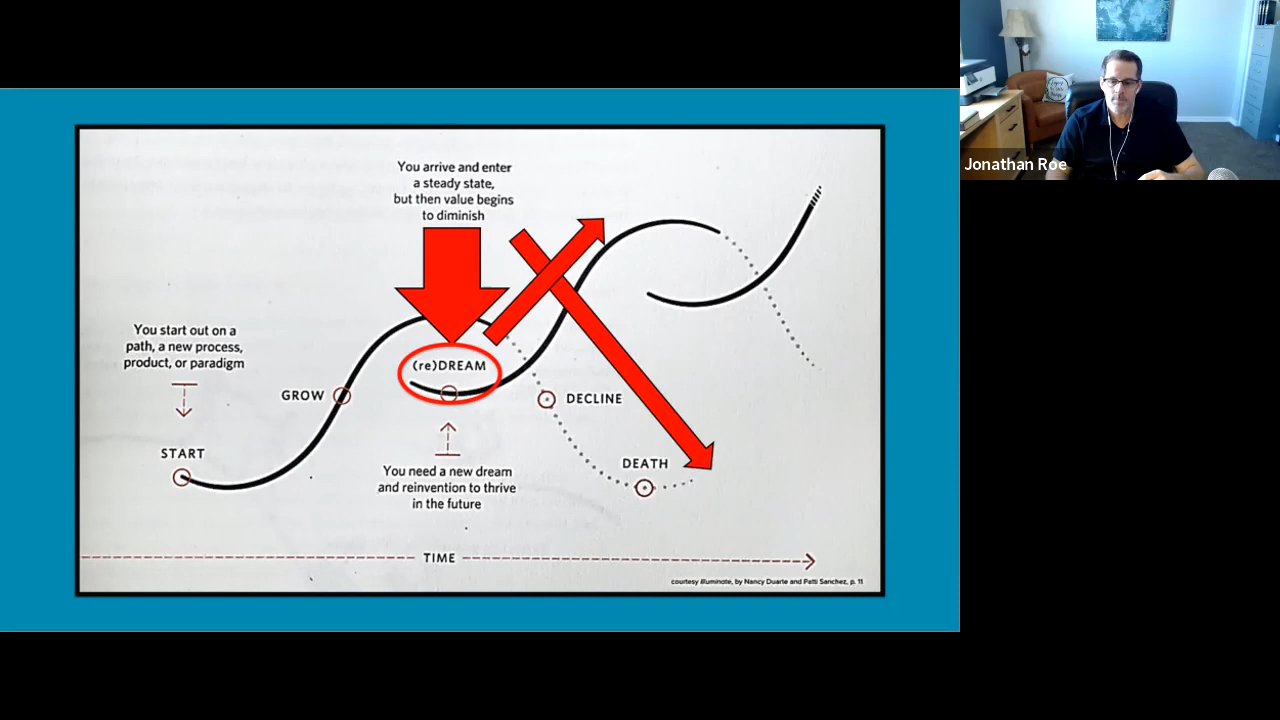 You arrive and enter
a steady state,
but then value begins
to diminish
You start out on a
path, a new process,
product, or paradigm
START
GROW
(re)DREAM
You need a new dream
and reinvention to thrive
in the future
DECLINE
DEATH
TIME
courtesy Illuminate, by Nancy Duarte and Patti Sanchez, p. 11
Jonathan Roe